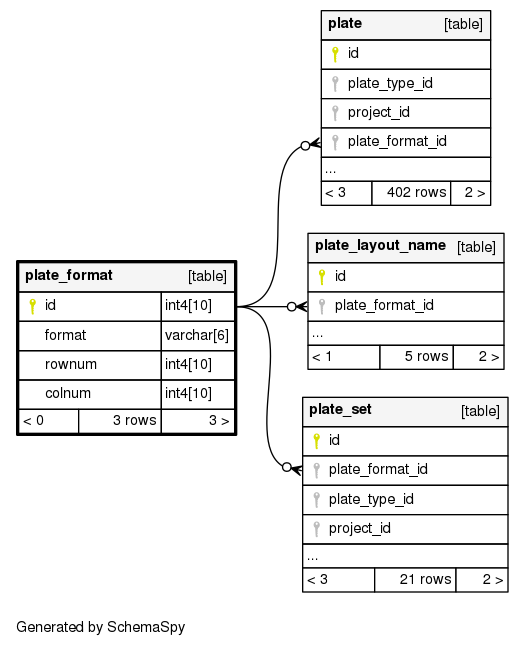 plate [table]
id
plate_type_id
project_id
plate_format_id
...
< 3 402 rows 2 >
plate_layout_name [table]
id
plate_format_id
...
< 1 5 rows 2 >
plate_format [table]
id int4[10]
format varchar[6]
rownum int4[10]
colnum int4[10]
< 0 3 rows 3 >
plate_set [table]
id
plate_format_id
plate_type_id
project_id
...
< 3 21 rows 2 >
Generated by SchemaSpy